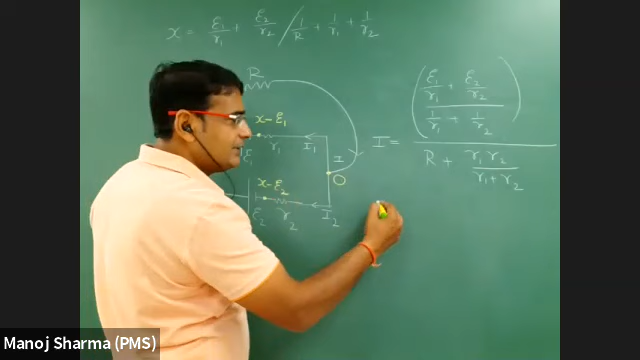 x = ε₁/r₁ + ε₂/r₂ / 1/R + 1/r₁ + 1/r₂
R
x-ε₁
ε₁ r₁ I₁
I
O
x-ε₂
ε₂ r₂ I₂
I = (ε₁/r₁ + ε₂/r₂ / 1/r₁ + 1/r₂) / R + r₁r₂/r₁+r₂
Manoj Sharma (PMS)